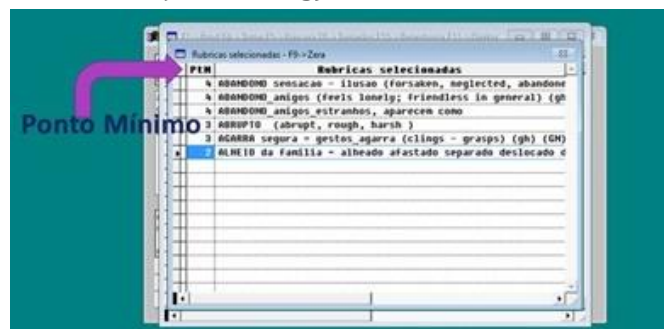 Rubricas selecionadas - F9->Zera
PtM Rubricas selecionadas
4 ABANDONO sensacao - ilusao (forsaken, neglected, abandone
4 ABANDONO_amigos (feels lonely; friendless in general) (gh
4 ABANDONO_amigos_estranhos, aparecem como
3 ABRUPTO (abrupt, rough, harsh )
3 AGARRA segura - gestos_agarra (clings - grasps) (gh) (GM)
2 ALHEIO da familia - alheado afastado separado deslocado d
Ponto Mínimo